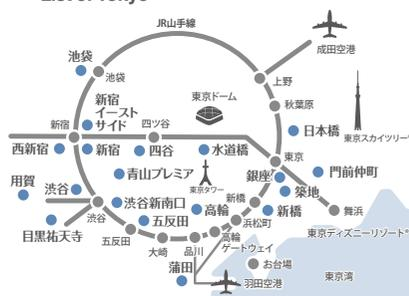 JR山手線
成田空港
池袋
池袋
上野
新宿
イースト
サイド
東京ドーム
秋葉原
東京スカイツリー
新宿
四ツ谷
日本橋
西新宿
新宿
四谷
水道橋
東京
門前仲町
用賀
渋谷
青山プレミア
東京タワー
銀座
築地
渋谷
渋谷新南口
新橋
新橋
舞浜
目黒祐天寺
五反田
高輪
浜松町
東京ディズニーリゾート®
五反田
大崎
品川
高輪
ゲートウェイ
お台場
蒲田
羽田空港
東京湾